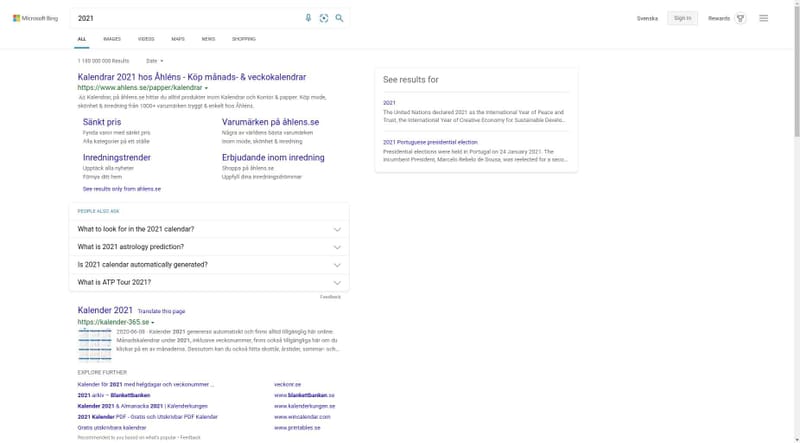 Microsoft Bing
2021
Svenska
Sign in
Rewards
ALL
IMAGES
VIDEOS
MAPS
NEWS
SHOPPING
1 180 000 000 Results
Date
Kalendrar 2021 hos Åhléns - Köp månads- & veckokalendrar
https://www.ahlens.se/papper/kalendrar
Ad Kalendrar, på åhlens.se hittar du alltid produkter inom Kalendrar och Kontor & papper. Köp mode,
skönhet & inredning från 1000+ varumärken tryggt & enkelt hos Åhléns.
Sänkt pris
Fynda varor med sänkt pris
Alla kategorier på ett ställe
Varumärken på åhlens.se
Några av världens bästa varumärken
Inom mode, skönhet & inredning
Inredningstrender
Upptäck alla nyheter
Förnya ditt hem
Erbjudande inom inredning
Shoppa på åhlens.se
Uppfyll dina inredningsdrömmar
See results only from ahlens.se
See results for
2021
The United Nations declared 2021 as the International Year of Peace and
Trust, the International Year of Creative Economy for Sustainable Develo...
2021 Portuguese presidential election
Presidential elections were held in Portugal on 24 January 2021. The
incumbent President, Marcelo Rebelo de Sousa, was reelected for a seco...
PEOPLE ALSO ASK
What to look for in the 2021 calendar?
What is 2021 astrology prediction?
Is 2021 calendar automatically generated?
What is ATP Tour 2021?
Feedback
Kalender 2021 Translate this page
https://kalender-365.se
2020-06-08 · Kalender 2021 genereras automatiskt och finns alltid tillgänglig här online.
Månadskalendrar under 2021, inklusive veckonummer, finns också tillgängliga här om du
klickar på en av månaderna. Dessutom kan du också hitta skottår, årstider, sommar- och...
EXPLORE FURTHER
Kalender för 2021 med helgdagar och veckonummer ...
veckonr.se
2021 arkiv – Blankettbanken
www.blankettbanken.se
Kalender 2021 & Almanacka 2021 | Kalenderkungen
www.kalenderkungen.se
2021 Kalender PDF - Gratis och Utskrivbar PDF Kalender
www.wincalendar.com
Gratis utskrivbara kalendrar
www.printables.se
Recommended to you based on what's popular • Feedback